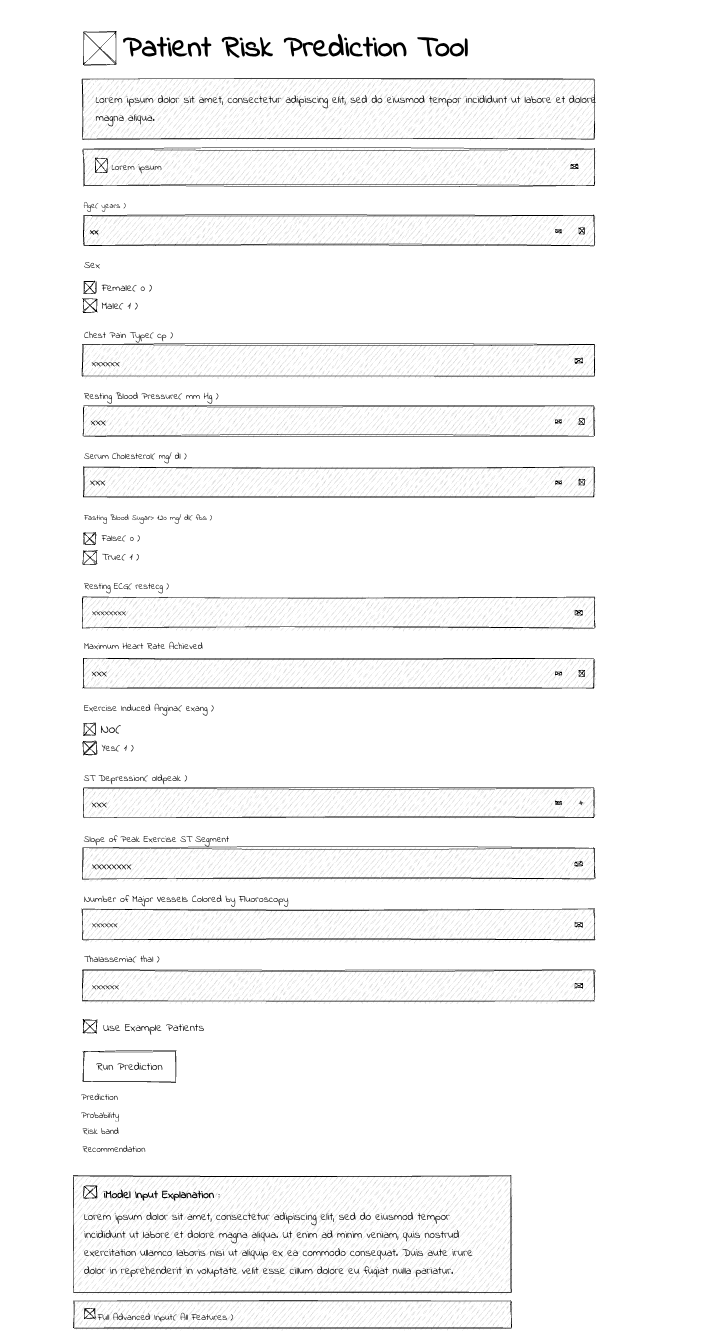 Patient Risk Prediction Tool
Lorem ipsum dolor sit amet, consectetur adipiscing elit, sed do eiusmod tempor incididunt ut labore et dolore
magna aliqua.
Lorem ipsum
Age( years )
xx
Sex
Female( 0 )
Male( 1 )
Chest Pain Type( cp )
xxxxxx
Resting Blood Pressure( mm Hg )
xxx
Serum Cholesterol( mg/ dl )
xxx
Fasting Blood Sugar> 120 mg/ dl( fbs )
False( 0 )
True( 1 )
Resting ECG( restecg )
xxxxxxxx
Maximum Heart Rate Achieved
xxx
Exercise Induced Angina( exang )
No(
Yes( 1 )
ST Depression( oldpeak )
xxx +
Slope of Peak Exercise ST Segment
xxxxxxxx
Number of Major Vessels Colored by Fluoroscopy
xxxxx
Thalassemia( thal )
xxxxx
Use Example Patients
Run Prediction
Prediction
Probability
Risk band
Recommendation
iModel Input Explanation :
Lorem ipsum dolor sit amet, consectetur adipiscing elit, sed do eiusmod tempor
incididunt ut labore et dolore magna aliqua. Ut enim ad minim veniam, quis nostrud
exercitation ullamco laboris nisi ut aliquip ex ea commodo consequat. Duis aute irure
dolor in reprehenderit in voluptate velit esse cillum dolore eu fugiat nulla pariatur.
Full Advanced Input( All Features )